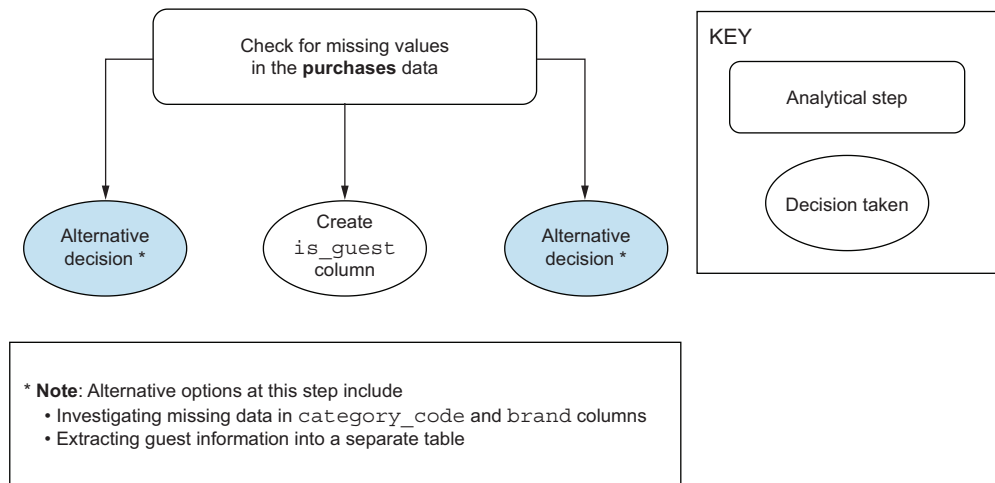 Check for missing values
in the purchases data
Alternative
decision *
Create
is_guest
column
Alternative
decision *
KEY
Analytical step
Decision taken
* Note: Alternative options at this step include
• Investigating missing data in category_code and brand columns
• Extracting guest information into a separate table